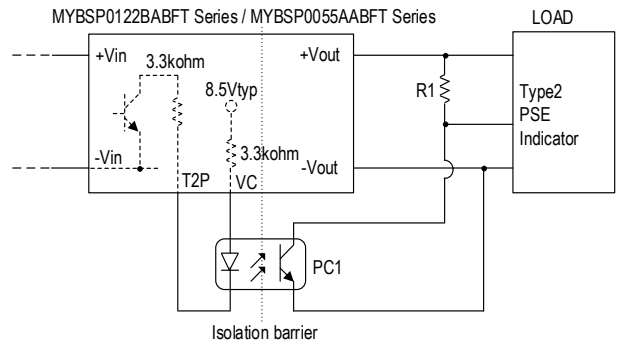 MYBSP0122BABFT Series / MYBSP0055AABFT Series
LOAD
+Vin
3.3kohm
8.5Vtyp
+Vout
R1
Type2
PSE
Indicator
-Vin
3.3kohm
-Vout
T2P
VC
PC1
Isolation barrier